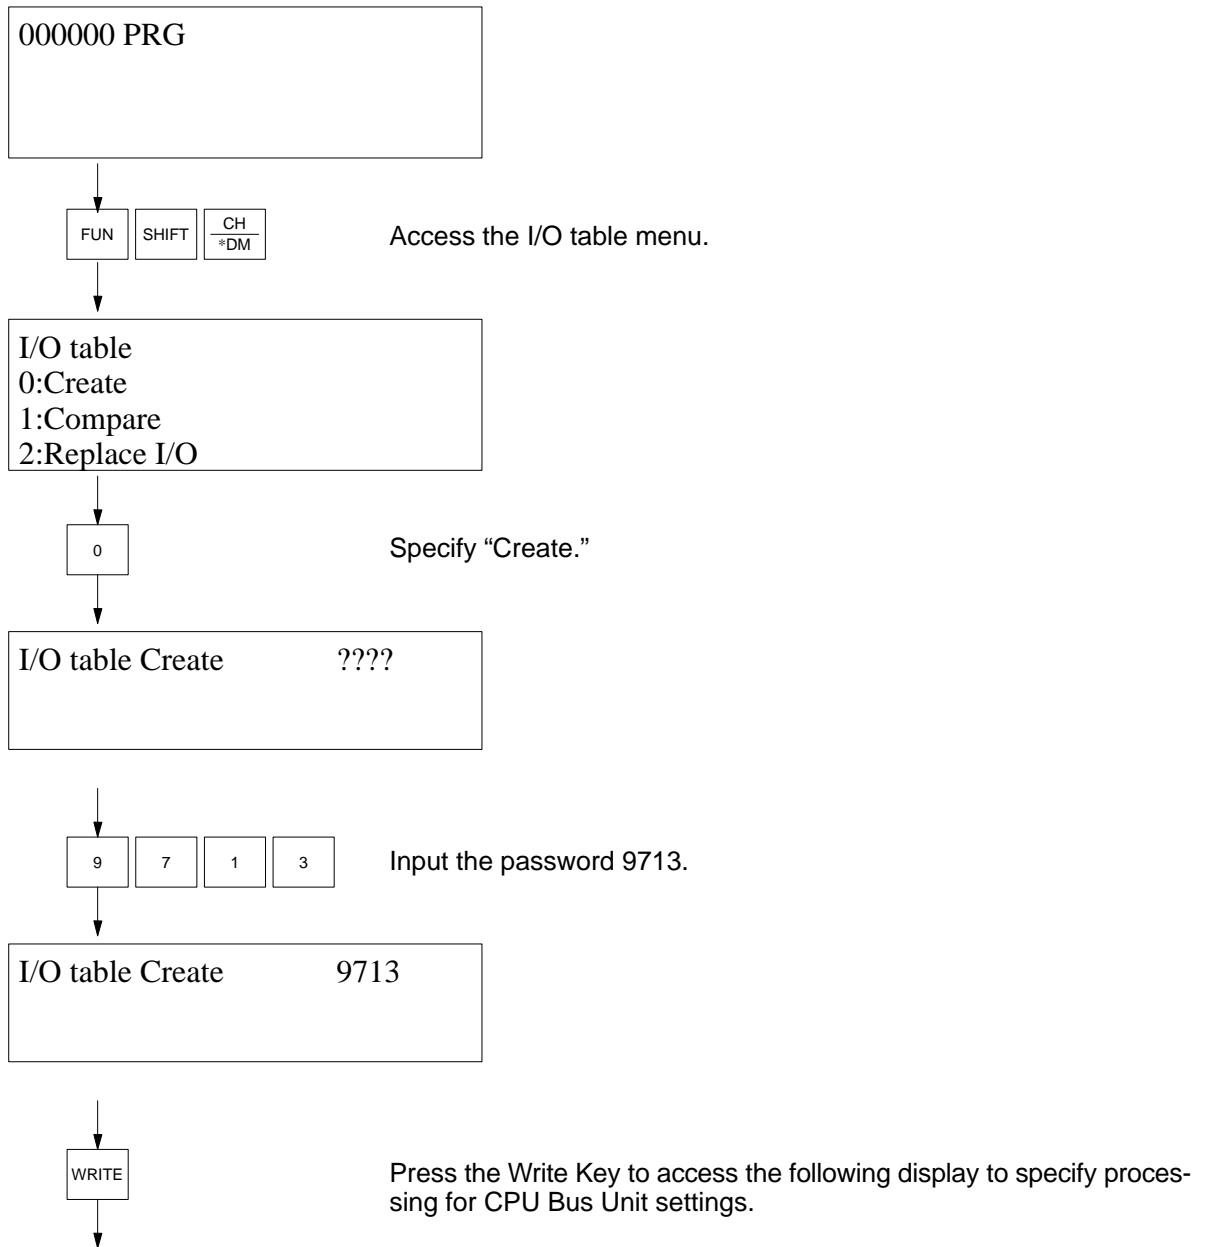 000000 PRG
FUN SHIFT CH
*DM
Access the I/O table menu.
I/O table
0:Create
1:Compare
2:Replace I/O
0
Specify “Create.”
I/O table Create ????
9 7 1 3
Input the password 9713.
I/O table Create 9713
WRITE
Press the Write Key to access the following display to specify proces-
sing for CPU Bus Unit settings.